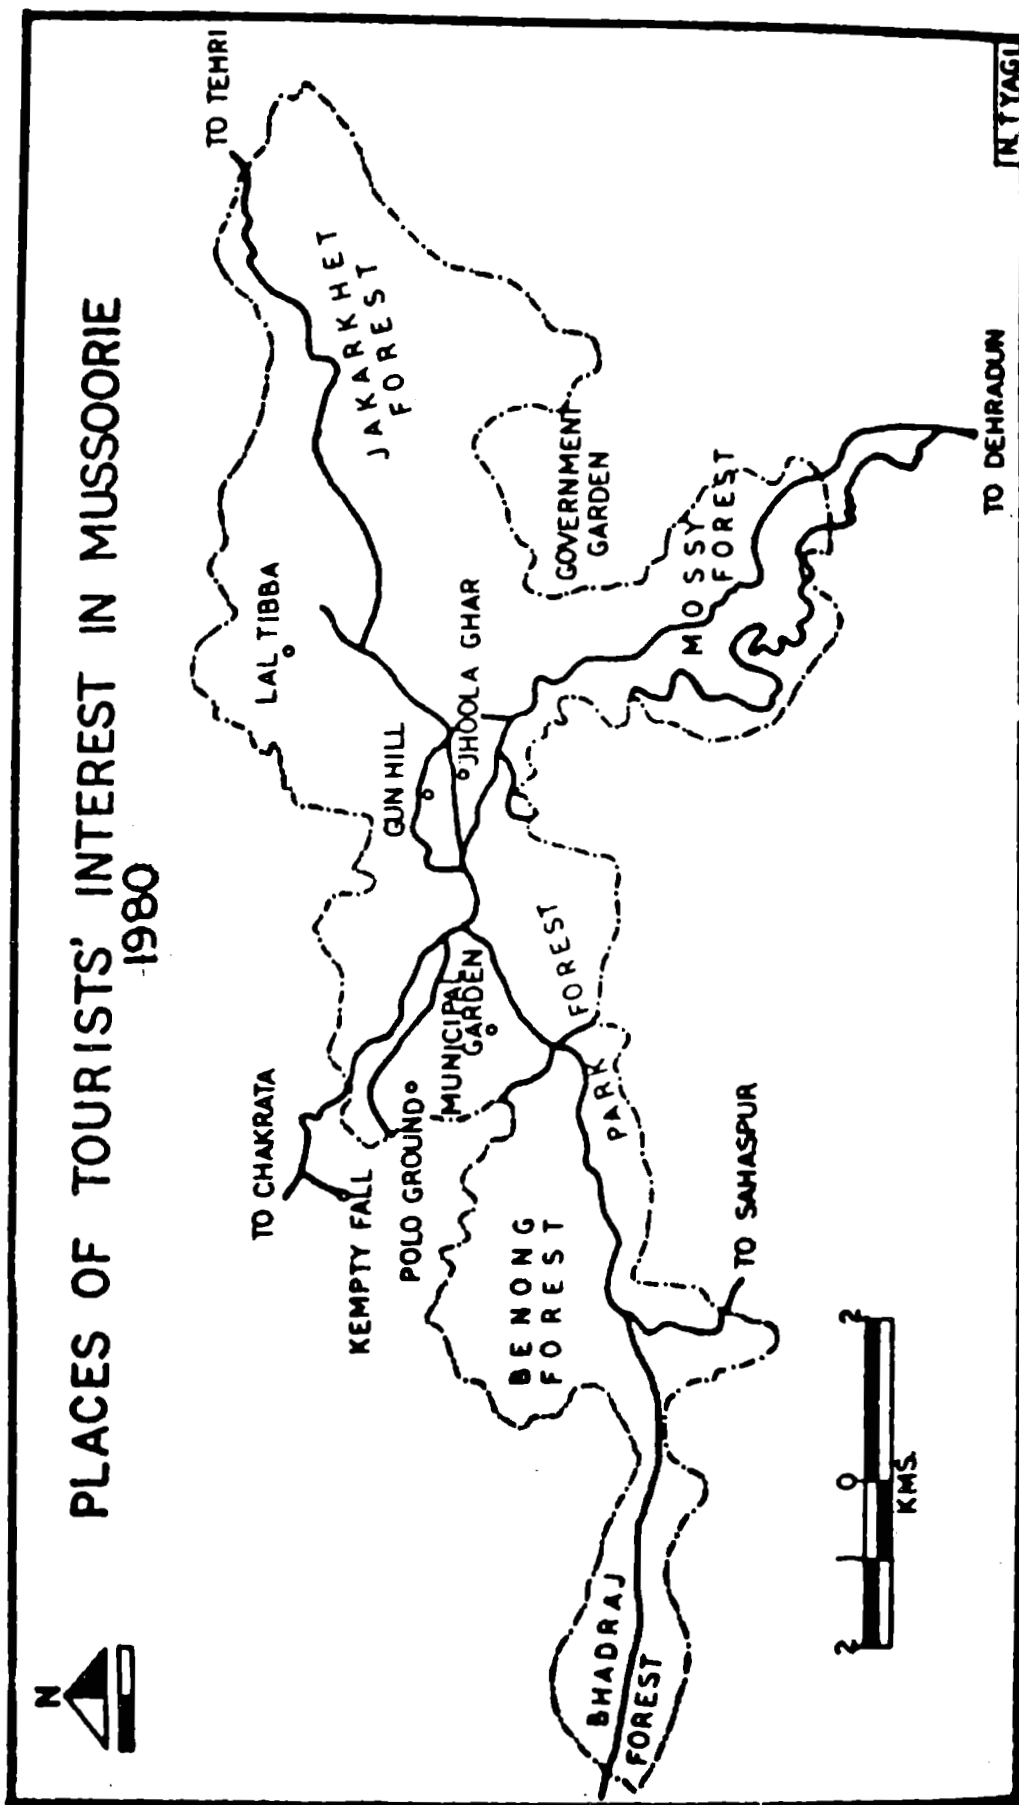 PLACES OF TOURISTS' INTEREST IN MUSSOORIE
1980
N
TO TEHRI
LAL TIBBA
JAKARKHET
FOREST
GUN HILL
JHOOLA GHAR
GOVERNMENT
GARDEN
MOSSY
FOREST
TO DEHRADUN
TO CHAKRATA
KEMPTY FALL
POLO GROUND
MUNICIPAL
GARDEN
PARK FOREST
BENONG
FOREST
TO SAHASPUR
BHADRAJ
FOREST
2 1 0 2
KMS.
N TYAGI